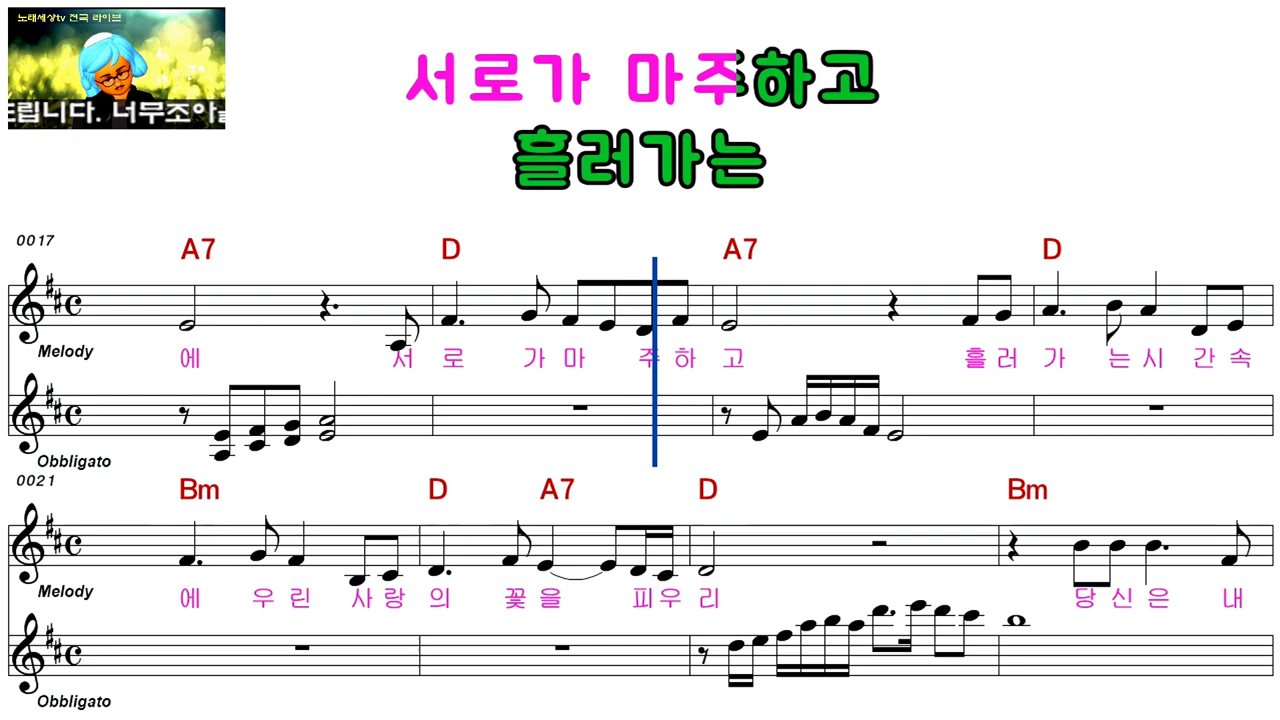 노래세상tv 전국 라이브
드립니다. 너무조아
서로가 마주하고
흘러가는
0017
A7 D A7 D
Melody
에 서 로 가 마 주 하 고 흘 러 가 는 시 간 속
Obbligato
0021
Bm D A7 D Bm
Melody
에 우 린 사 랑 의 꽃 을 피 우 리 당 신 은 내
Obbligato